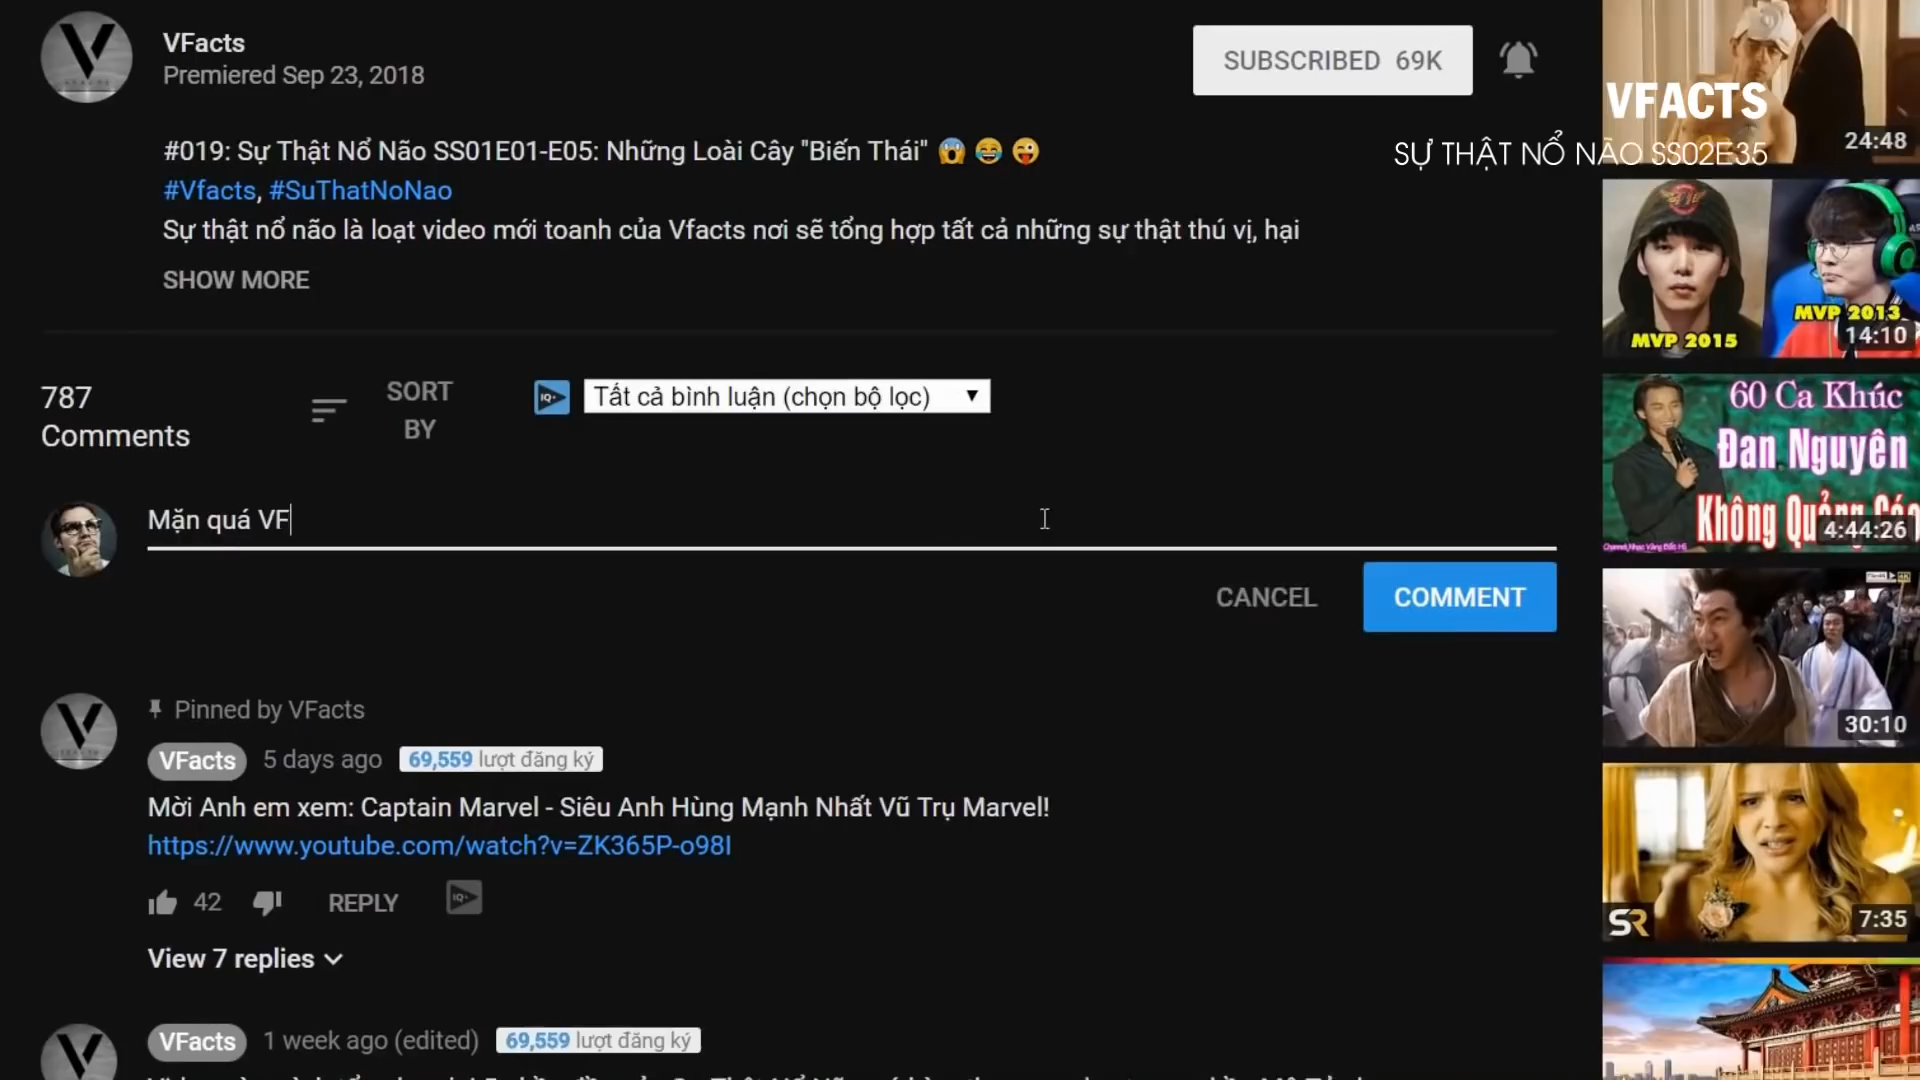 VFacts
Premiered Sep 23, 2018
SUBSCRIBED 69K
VFACTS
SỰ THẬT NỔ NÃO SS02E35
24:48
#019: Sự Thật Nổ Não SS01E01-E05: Những Loài Cây "Biến Thái" 😱 😂 😜
#Vfacts, #SuThatNoNao
Sự thật nổ não là loạt video mới toanh của Vfacts nơi sẽ tổng hợp tất cả những sự thật thú vị, hại
SHOW MORE
MVP 2015
MVP 2013
14:10
787
Comments
SORT
BY
IQ+
Tất cả bình luận (chọn bộ lọc)
60 Ca Khúc
Đan Nguyên
Không Quảng Cáo
4:44:26
Mặn quá VF
CANCEL
COMMENT
30:10
Pinned by VFacts
VFacts 5 days ago 69,559 lượt đăng ký
Mời Anh em xem: Captain Marvel - Siêu Anh Hùng Mạnh Nhất Vũ Trụ Marvel!
https://www.youtube.com/watch?v=ZK365P-o98I
42
REPLY
IQ+
SR
7:35
View 7 replies
VFacts 1 week ago (edited) 69,559 lượt đăng ký